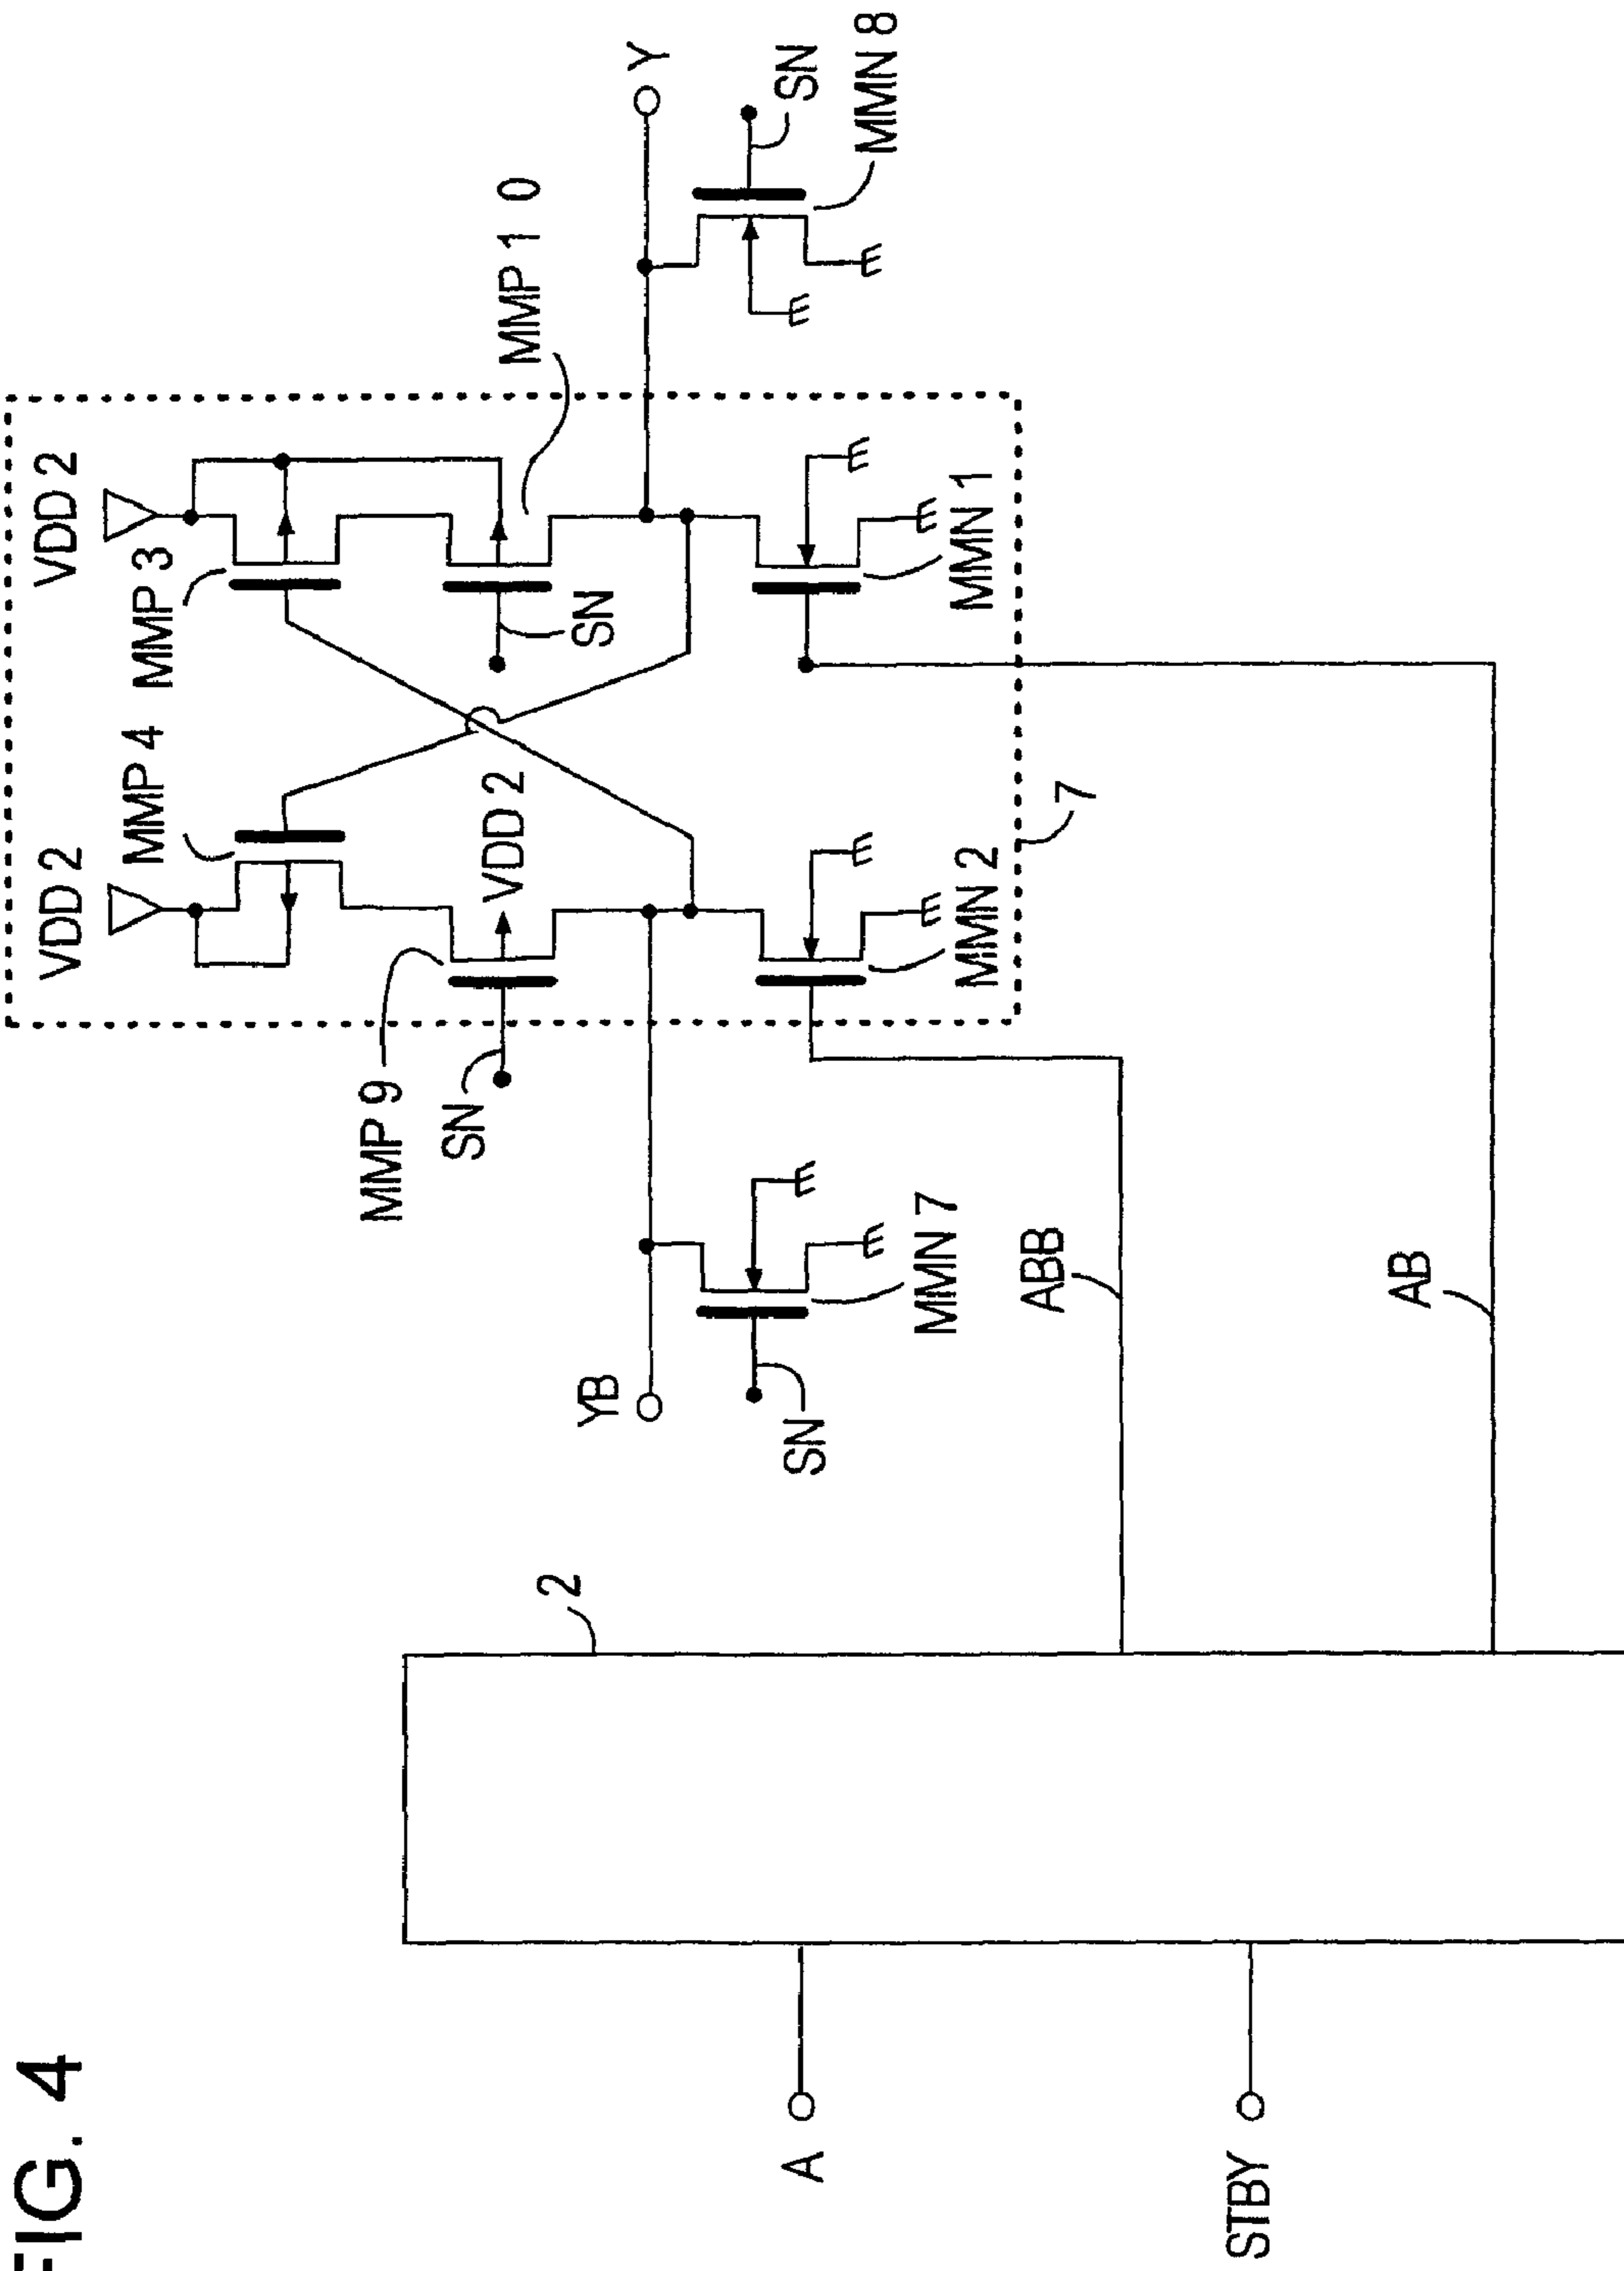 FIG. 4
VDD 2
VDD 2
MMP 4
MMP 3
MMP 9
SN
VDD 2
SN
MMP 1 0
YB
Y
SN
MMN 7
MMN 2
MMN 1
SN
MMN 8
7
2
A
ABB
STBY
AB